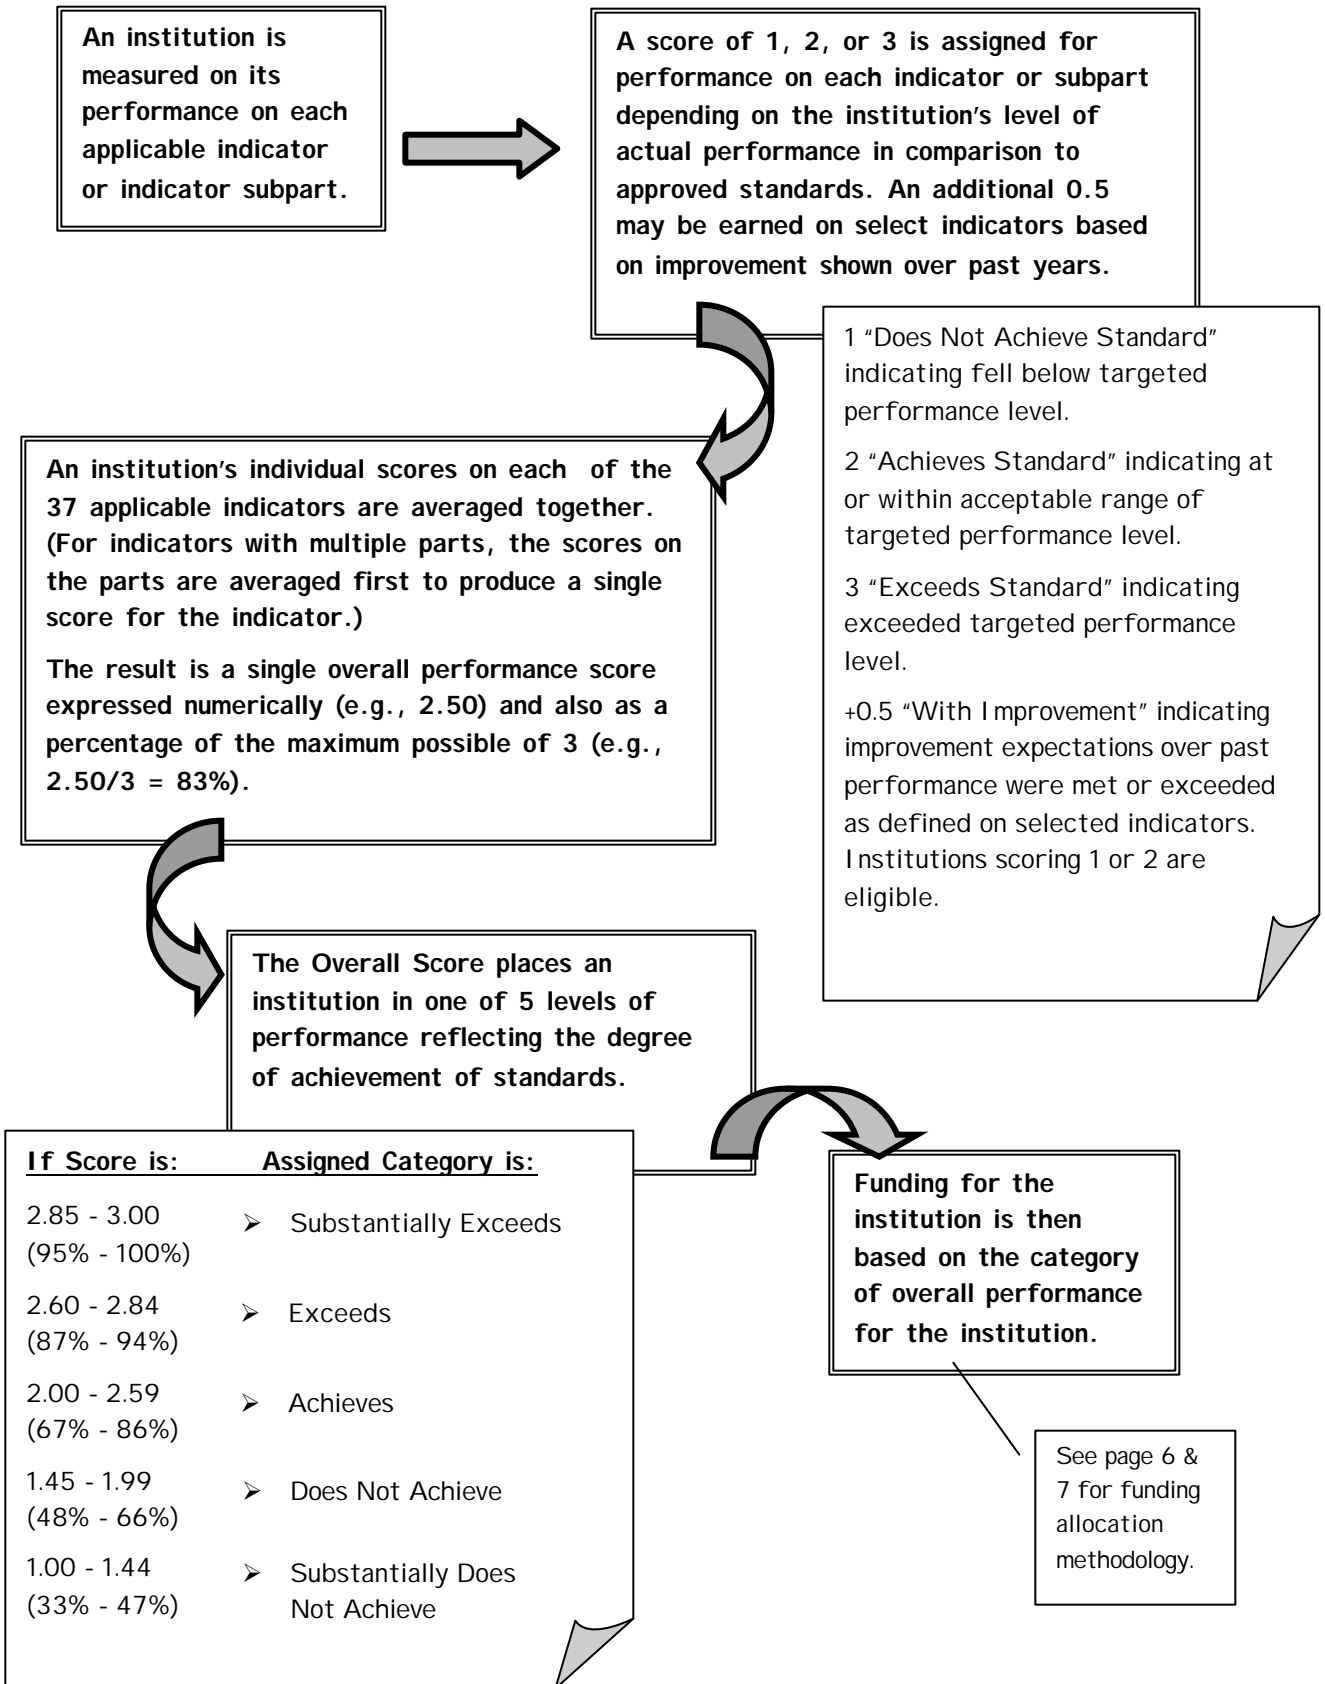 An institution is
measured on its
performance on each
applicable indicator
or indicator subpart.
A score of 1, 2, or 3 is assigned for
performance on each indicator or subpart
depending on the institution's level of
actual performance in comparison to
approved standards. An additional 0.5
may be earned on select indicators based
on improvement shown over past years.
1 “Does Not Achieve Standard”
indicating fell below targeted
performance level.
2 “Achieves Standard” indicating at
or within acceptable range of
targeted performance level.
3 “Exceeds Standard” indicating
exceeded targeted performance
level.
+0.5 “With Improvement” indicating
improvement expectations over past
performance were met or exceeded
as defined on selected indicators.
Institutions scoring 1 or 2 are
eligible.
An institution's individual scores on each of the
37 applicable indicators are averaged together.
(For indicators with multiple parts, the scores on
the parts are averaged first to produce a single
score for the indicator.)
The result is a single overall performance score
expressed numerically (e.g., 2.50) and also as a
percentage of the maximum possible of 3 (e.g.,
2.50/3 = 83%).
The Overall Score places an
institution in one of 5 levels of
performance reflecting the degree
of achievement of standards.
If Score is: Assigned Category is:
2.85 - 3.00 ➢ Substantially Exceeds
(95% - 100%)
2.60 - 2.84 ➢ Exceeds
(87% - 94%)
2.00 - 2.59 ➢ Achieves
(67% - 86%)
1.45 - 1.99 ➢ Does Not Achieve
(48% - 66%)
1.00 - 1.44 ➢ Substantially Does
(33% - 47%) Not Achieve
Funding for the
institution is then
based on the category
of overall performance
for the institution.
See page 6 &
7 for funding
allocation
methodology.